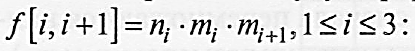 f[i, i+1] = n_i · m_i · m_{i+1}, 1 ≤ i ≤ 3: